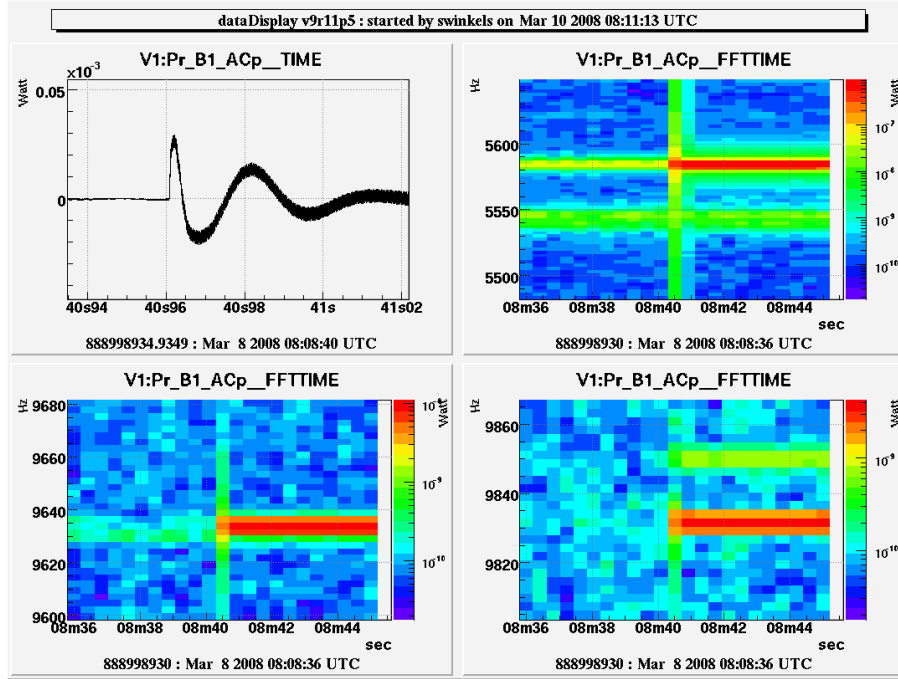 dataDisplay v9r11p5 : started by swinkels on Mar 10 2008 08:11:13 UTC
V1:Pr_B1_ACp__TIME
x10^-3
Watt
0.05
0
40s94 40s96 40s98 41s 41s02
888998934.9349 : Mar 8 2008 08:08:40 UTC
V1:Pr_B1_ACp__FFTTIME
Hz
5600
5550
5500
08m36 08m38 08m40 08m42 08m44
sec
Watt
10^-7
10^-8
10^-9
10^-10
888998930 : Mar 8 2008 08:08:36 UTC
V1:Pr_B1_ACp__FFTTIME
Hz
9680
9660
9640
9620
9600
08m36 08m38 08m40 08m42 08m44
sec
Watt
10^-9
10^-10
888998930 : Mar 8 2008 08:08:36 UTC
V1:Pr_B1_ACp__FFTTIME
Hz
9860
9840
9820
08m36 08m38 08m40 08m42 08m44
sec
Watt
10^-9
10^-10
888998930 : Mar 8 2008 08:08:36 UTC